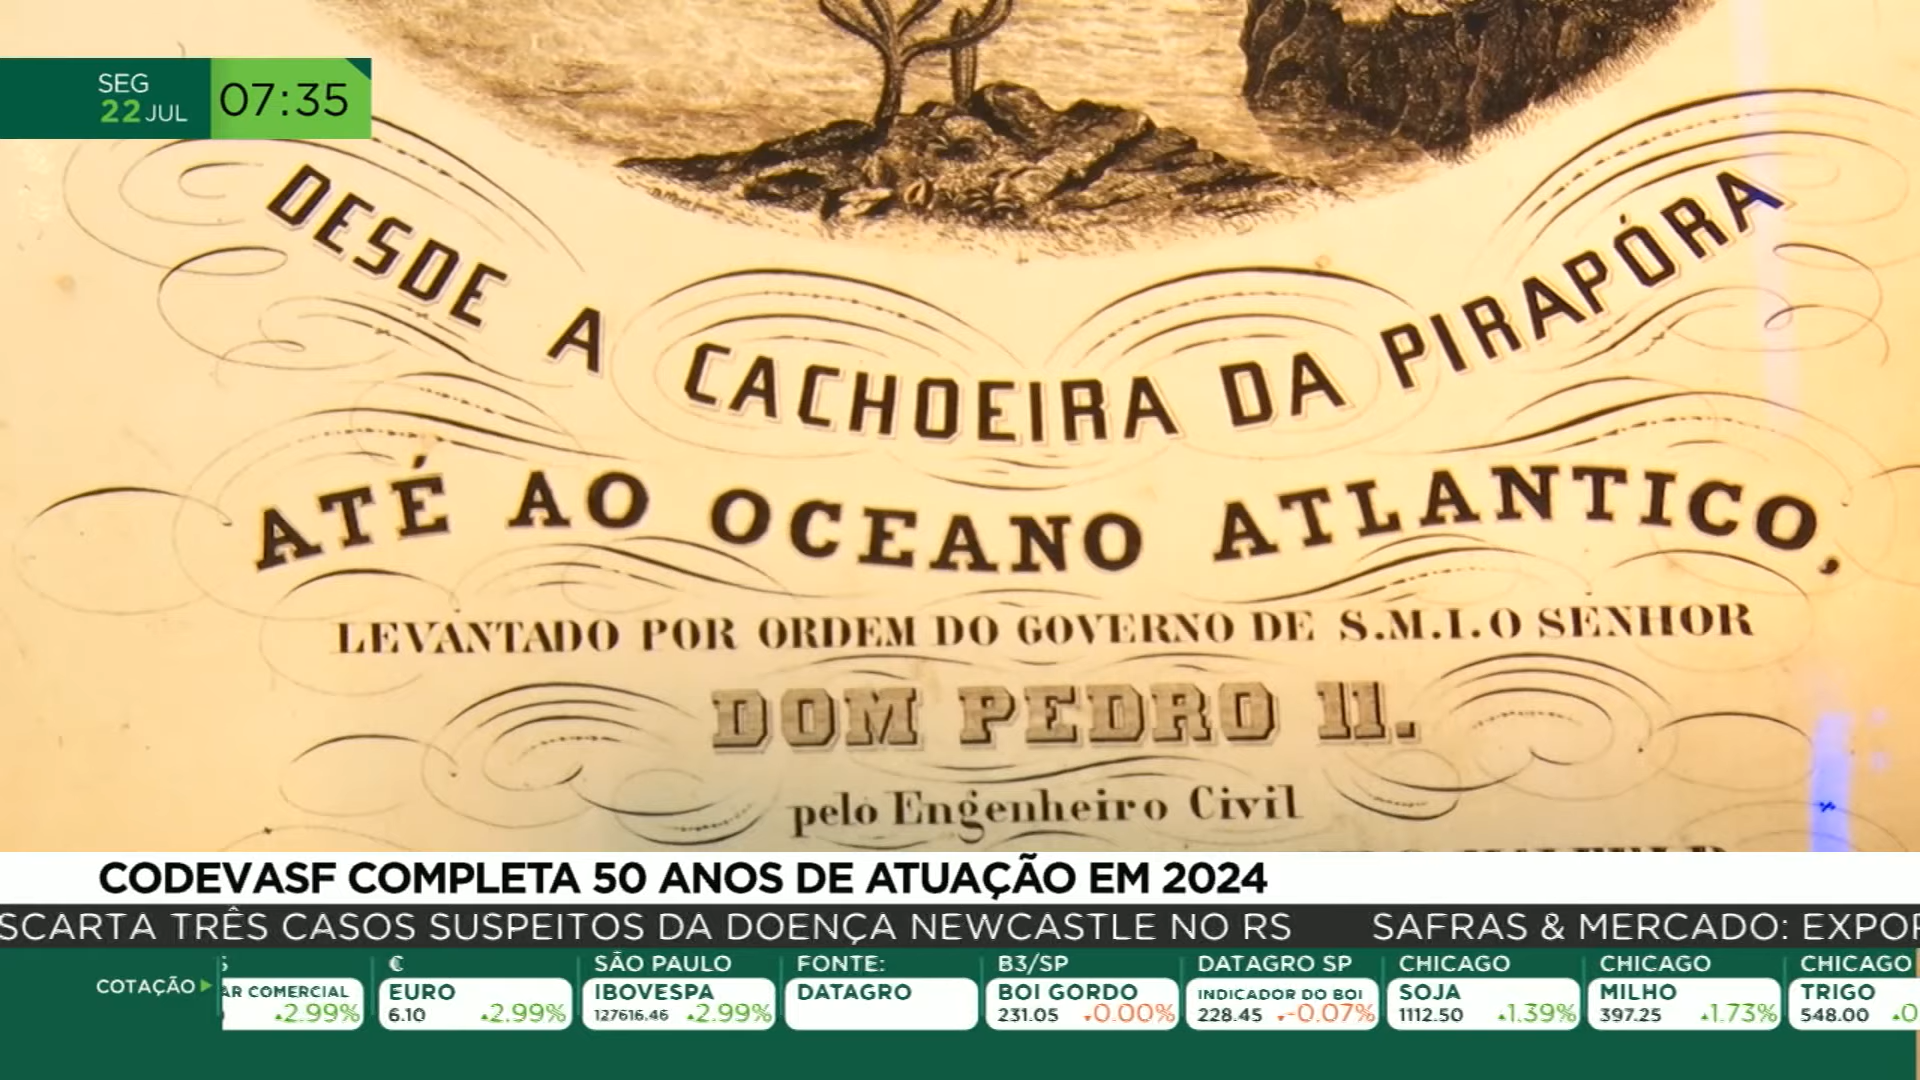 SEG
22 JUL
07:35
DESDE A CACHOEIRA DA PIRAPÓRA
ATÉ AO OCEANO ATLANTICO,
LEVANTADO POR ORDEM DO GOVERNO DE S.M.I.O SENHOR
DOM PEDRO II.
pelo Engenheiro Civil
CODEVASF COMPLETA 50 ANOS DE ATUAÇÃO EM 2024
SCARTA TRÊS CASOS SUSPEITOS DA DOENÇA NEWCASTLE NO RS SAFRAS & MERCADO: EXPOR
COTAÇÃO
AR COMERCIAL
2.99%
€
EURO
6.10 2.99%
SÃO PAULO
IBOVESPA
127616.46 2.99%
FONTE:
DATAGRO
B3/SP
BOI GORDO
231.05 0.00%
DATAGRO SP
INDICADOR DO BOI
228.45 -0.07%
CHICAGO
SOJA
1112.50 1.39%
CHICAGO
MILHO
397.25 1.73%
CHICAGO
TRIGO
548.00 0